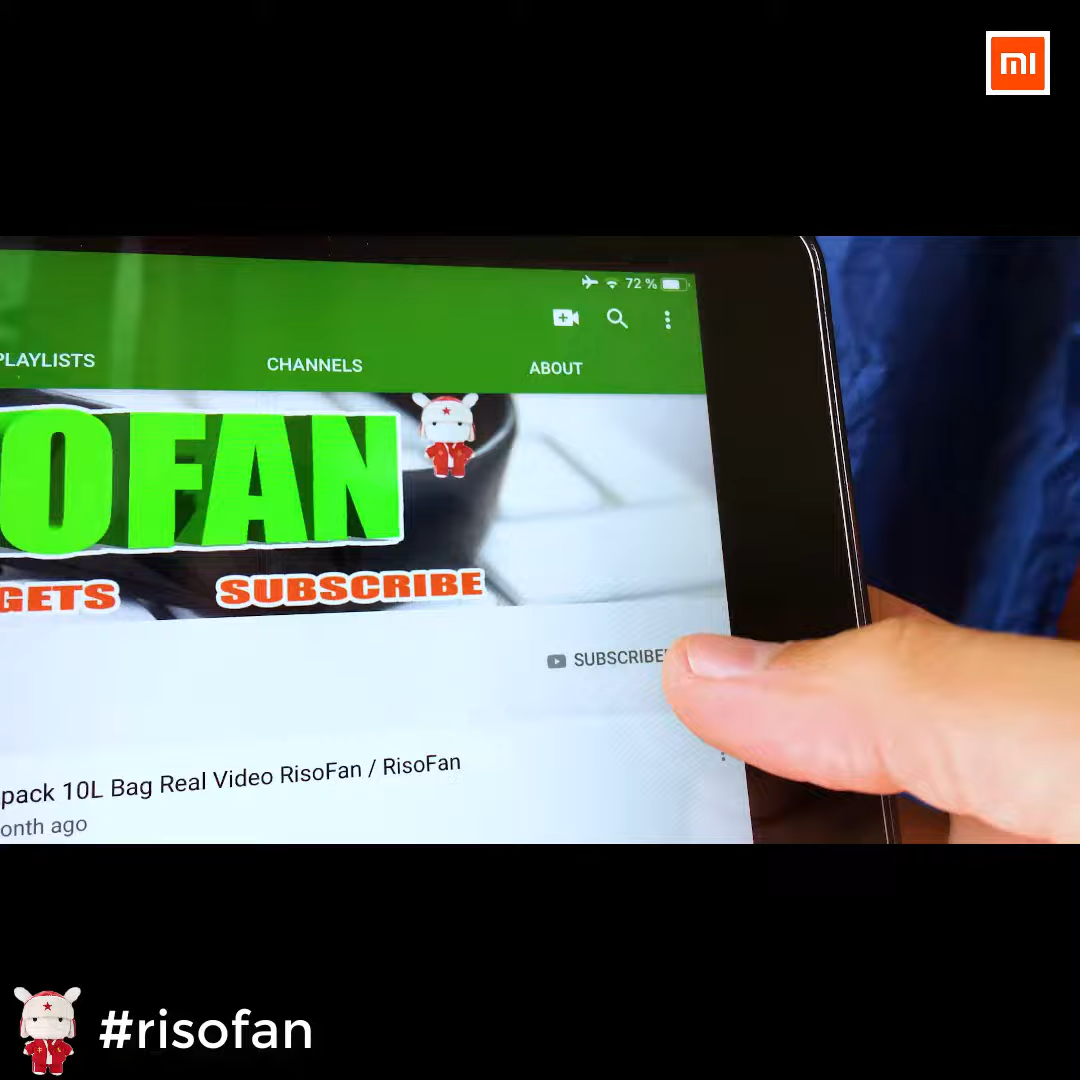 mi
72 %
PLAYLISTS CHANNELS ABOUT
OFAN
GETS SUBSCRIBE
SUBSCRIBE
pack 10L Bag Real Video RisoFan / RisoFan
onth ago
#risofan